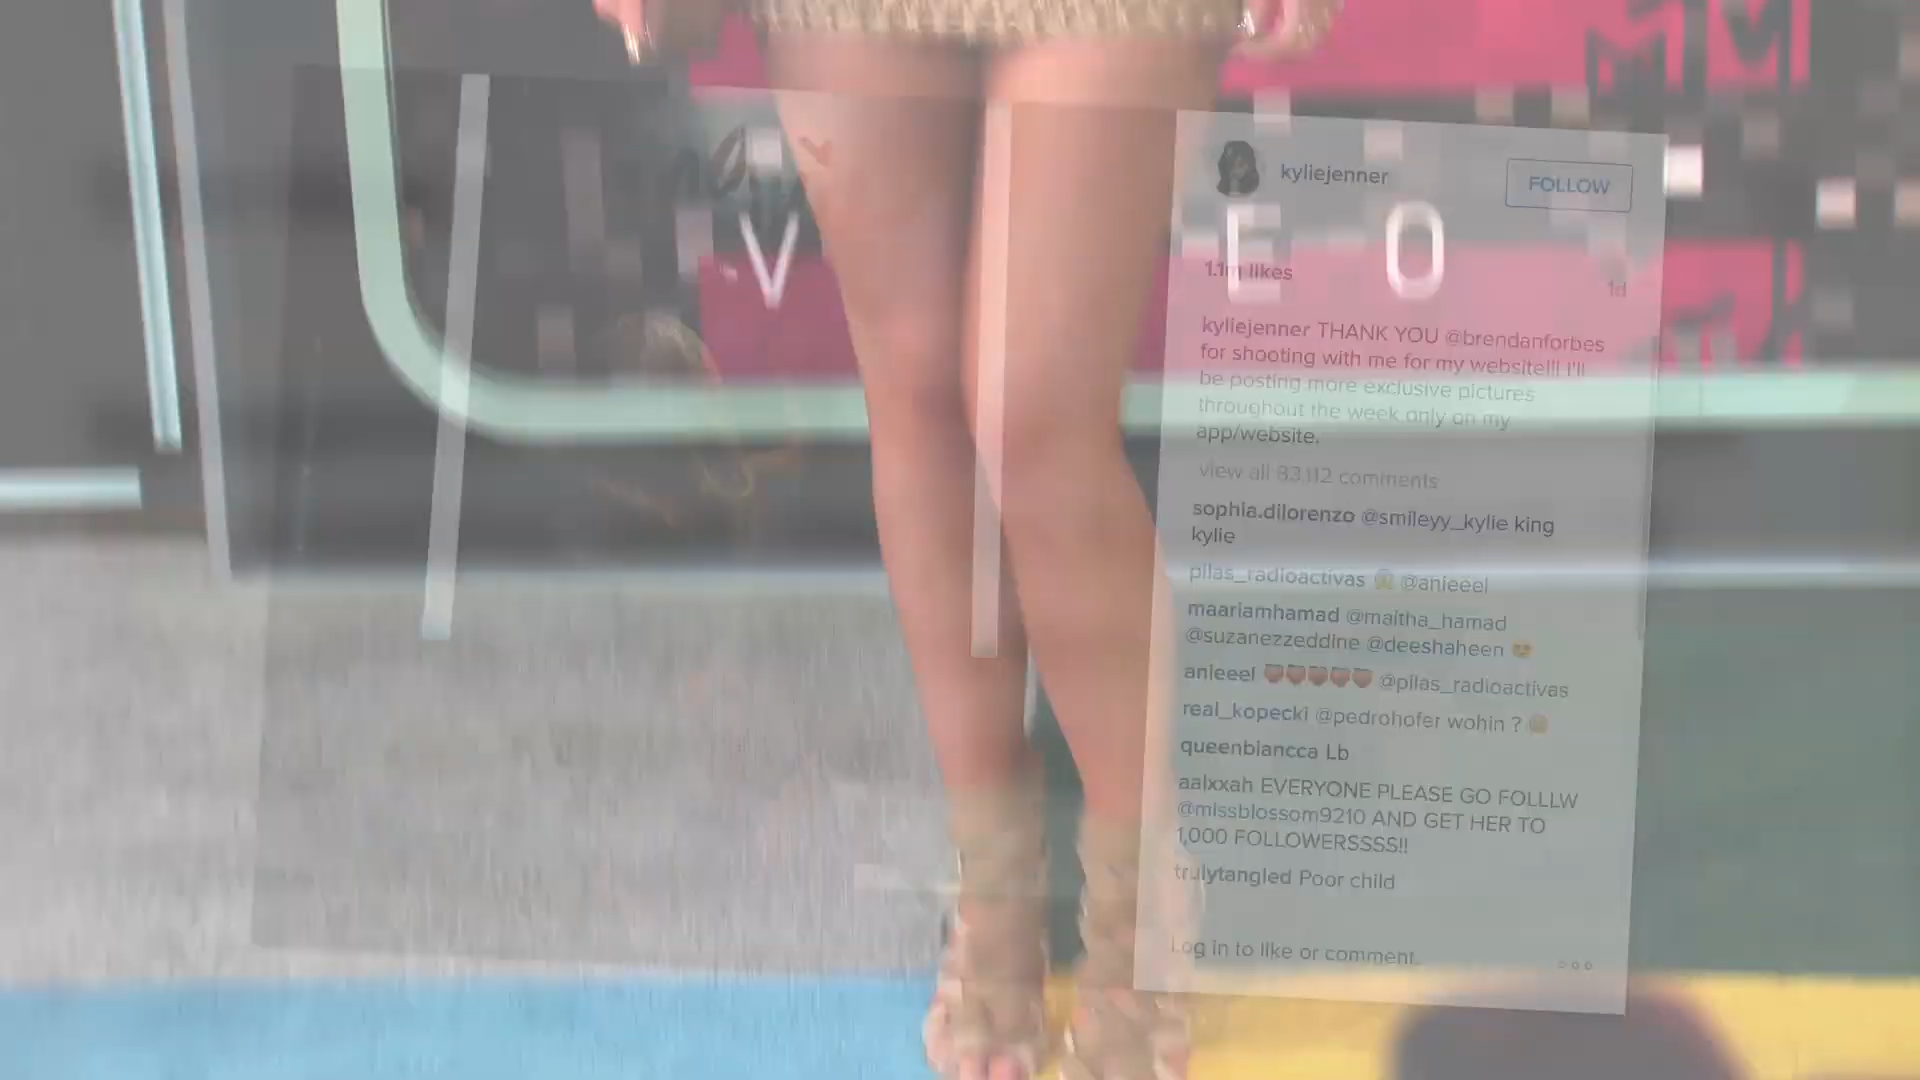 MTV
V
E O
kyliejenner
FOLLOW
1.1m likes
1d
kyliejenner THANK YOU @brendanforbes
for shooting with me for my website!!! I'll
be posting more exclusive pictures
throughout the week only on my
app/website.
view all 83,112 comments
sophia.dilorenzo @smileyy_kylie king
kylie
pilas_radioactivas @anieeel
maariamhamad @maitha_hamad
@suzanezzeddine @deeshaheen 😍
anieeel ❤❤❤❤❤ @pilas_radioactivas
real_kopecki @pedrohofer wohin ?
queenbiancca Lb
aalxxah EVERYONE PLEASE GO FOLLLW
@missblossom9210 AND GET HER TO
1,000 FOLLOWERSSSS!!
trulytangled Poor child
Log in to like or comment.